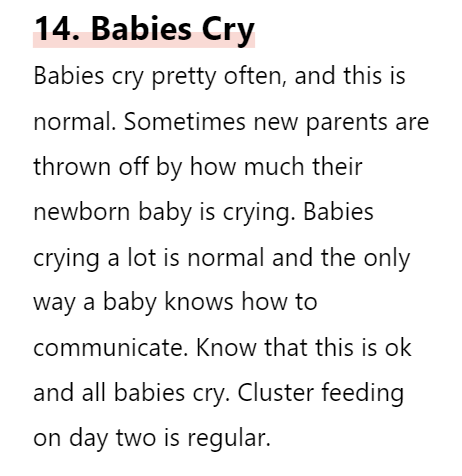 14. Babies Cry
Babies cry pretty often, and this is
normal. Sometimes new parents are
thrown off by how much their
newborn baby is crying. Babies
crying a lot is normal and the only
way a baby knows how to
communicate. Know that this is ok
and all babies cry. Cluster feeding
on day two is regular.